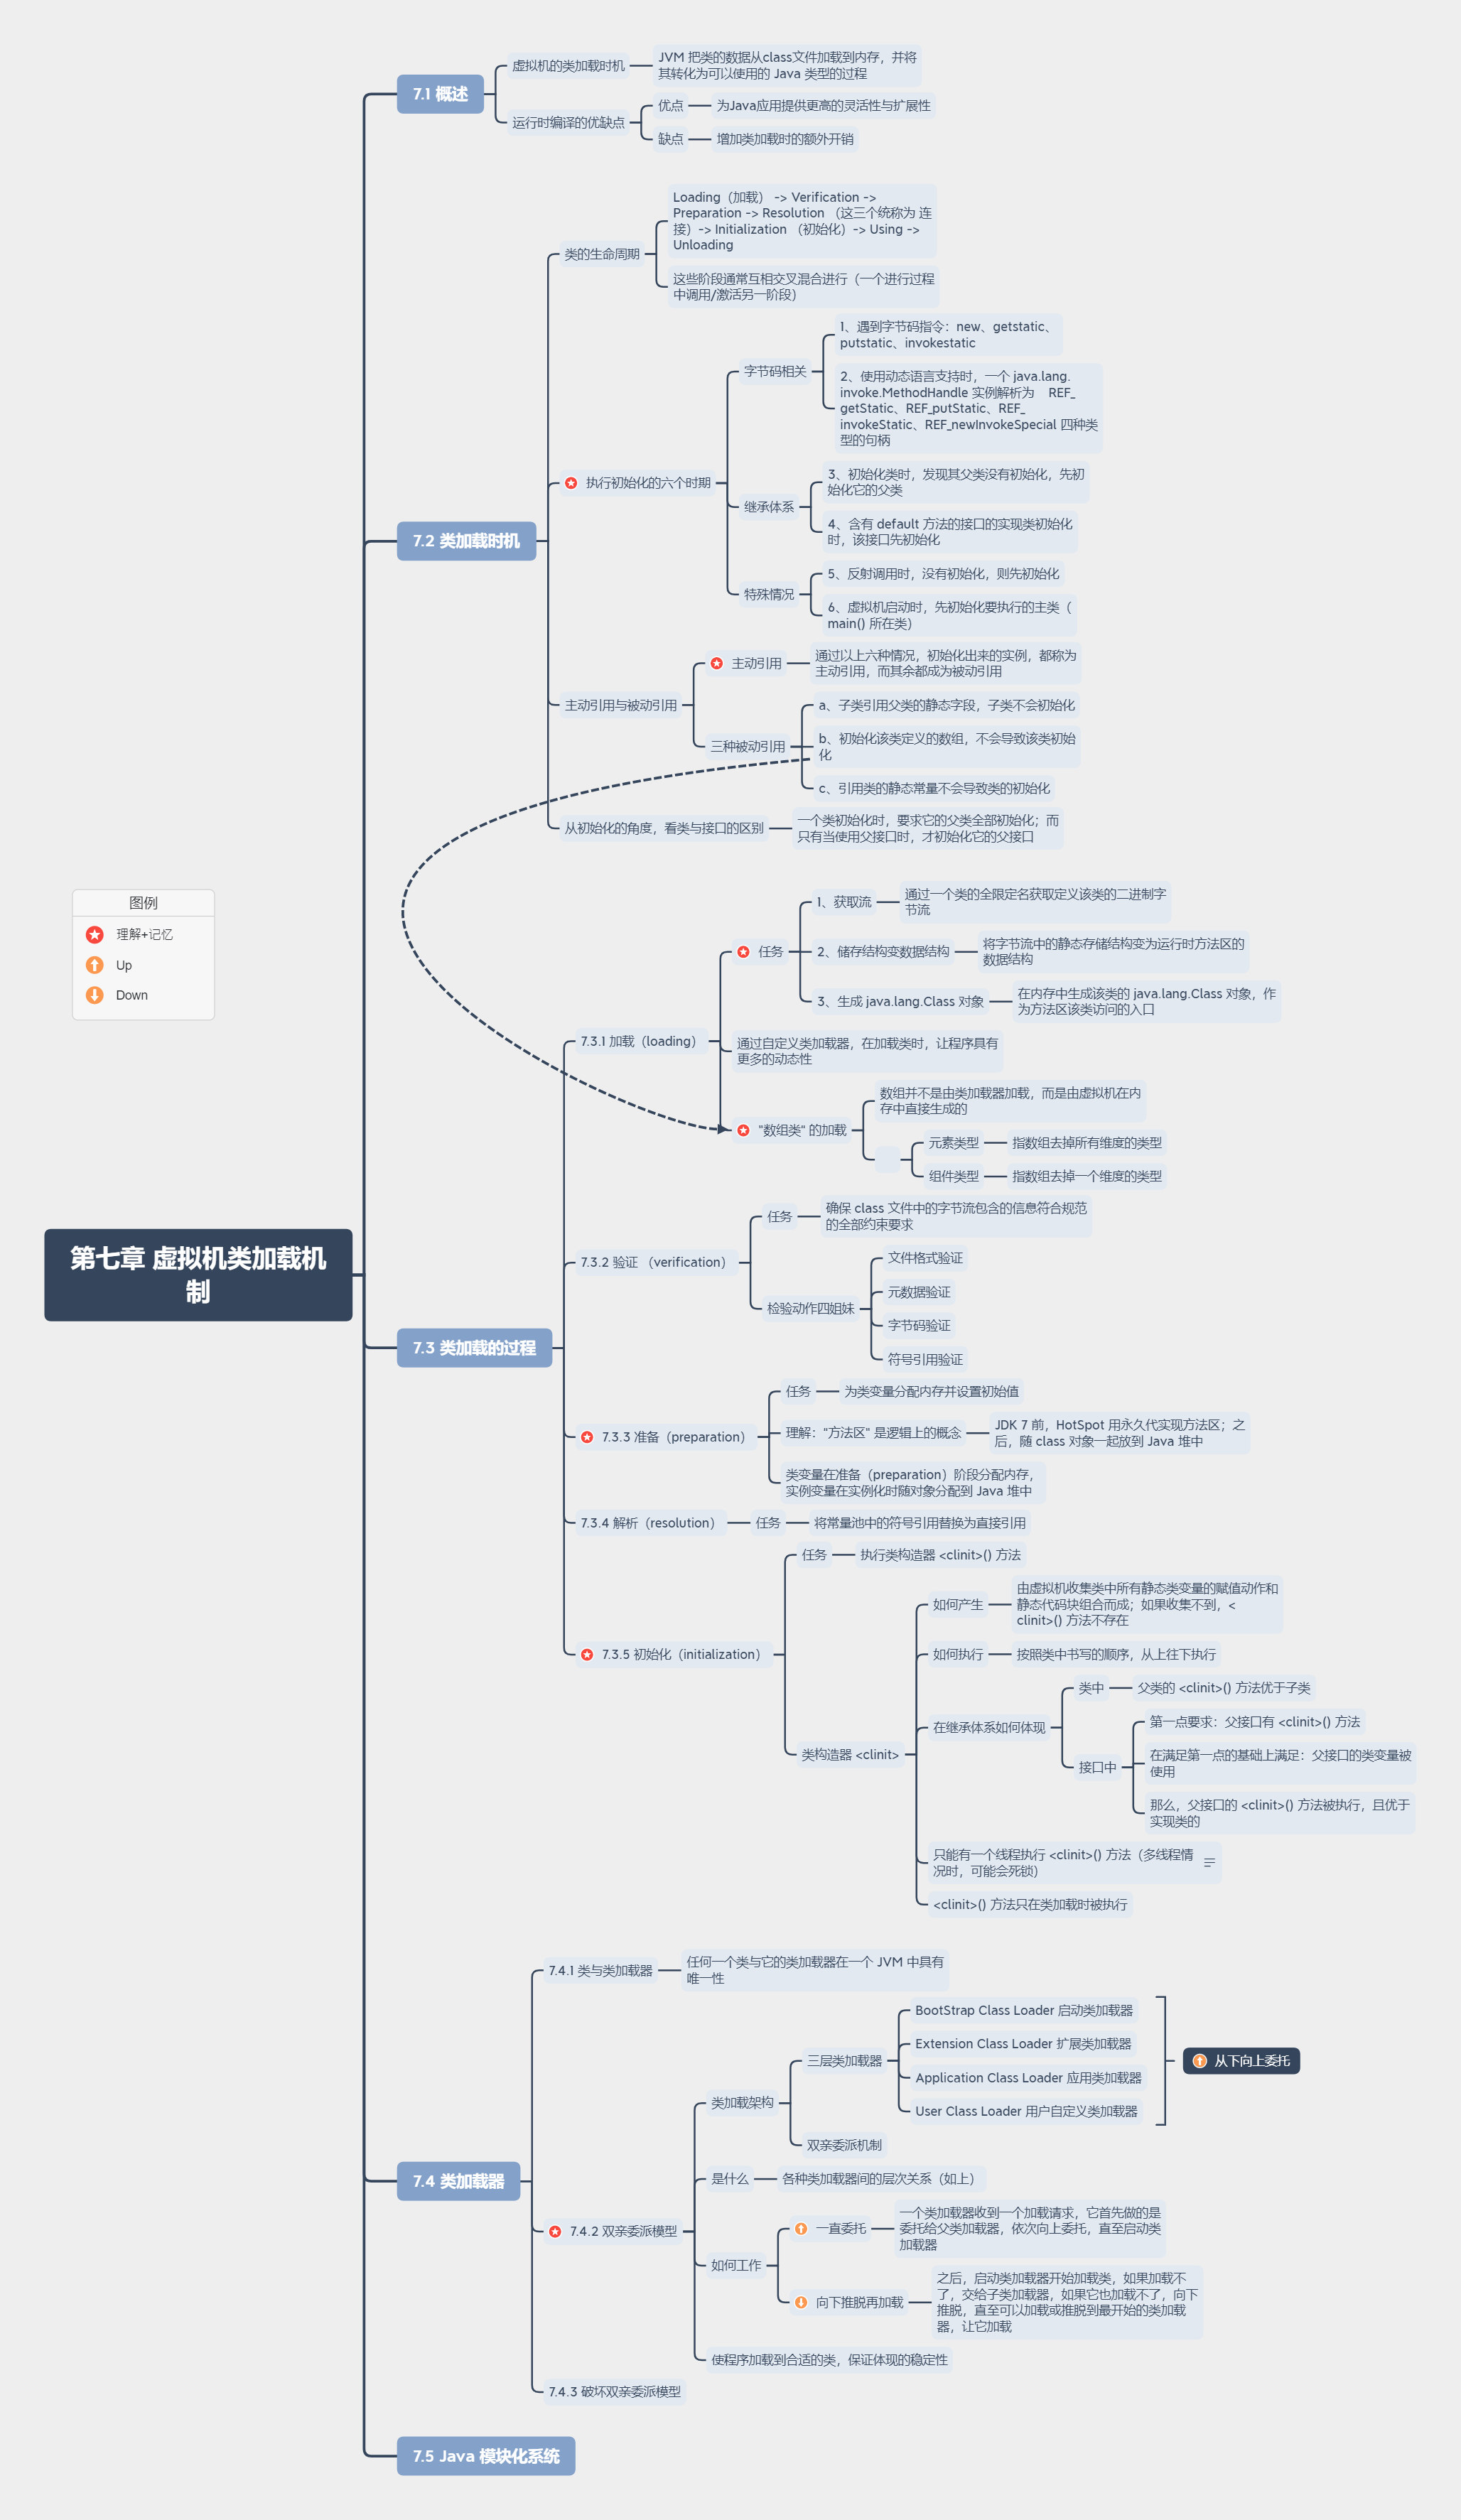 7.1 概述
虚拟机的类加载时机
JVM 把类的数据从class文件加载到内存，并将
其转化为可以使用的 Java 类型的过程
运行时编译的优缺点
优点
为Java应用提供更高的灵活性与扩展性
缺点
增加类加载时的额外开销
7.2 类加载时机
类的生命周期
Loading（加载） -> Verification ->
Preparation -> Resolution （这三个统称为 连
接）-> Initialization （初始化）-> Using ->
Unloading
这些阶段通常互相交叉混合进行（一个进行过程
中调用/激活另一阶段）
执行初始化的六个时期
字节码相关
1、遇到字节码指令：new、getstatic、
putstatic、invokestatic
2、使用动态语言支持时，一个 java.lang.
invoke.MethodHandle 实例解析为 REF_
getStatic、REF_putStatic、REF_
invokeStatic、REF_newInvokeSpecial 四种类
型的句柄
继承体系
3、初始化类时，发现其父类没有初始化，先初
始化它的父类
4、含有 default 方法的接口的实现类初始化
时，该接口先初始化
特殊情况
5、反射调用时，没有初始化，则先初始化
6、虚拟机启动时，先初始化要执行的主类（
main() 所在类）
主动引用与被动引用
主动引用
通过以上六种情况，初始化出来的实例，都称为
主动引用，而其余都成为被动引用
三种被动引用
a、子类引用父类的静态字段，子类不会初始化
b、初始化该类定义的数组，不会导致该类初始
化
c、引用类的静态常量不会导致类的初始化
从初始化的角度，看类与接口的区别
一个类初始化时，要求它的父类全部初始化；而
只有当使用父接口时，才初始化它的父接口
图例
理解+记忆
Up
Down
第七章 虚拟机类加载机
制
7.3 类加载的过程
7.3.1 加载（loading）
任务
1、获取流
通过一个类的全限定名获取定义该类的二进制字
节流
2、储存结构变数据结构
将字节流中的静态存储结构变为运行时方法区的
数据结构
3、生成 java.lang.Class 对象
在内存中生成该类的 java.lang.Class 对象，作
为方法区该类访问的入口
通过自定义类加载器，在加载类时，让程序具有
更多的动态性
"数组类" 的加载
数组并不是由类加载器加载，而是由虚拟机在内
存中直接生成的
元素类型
指数组去掉所有维度的类型
组件类型
指数组去掉一个维度的类型
7.3.2 验证 （verification）
任务
确保 class 文件中的字节流包含的信息符合规范
的全部约束要求
检验动作四姐妹
文件格式验证
元数据验证
字节码验证
符号引用验证
7.3.3 准备（preparation）
任务
为类变量分配内存并设置初始值
理解："方法区" 是逻辑上的概念
JDK 7 前，HotSpot 用永久代实现方法区；之
后，随 class 对象一起放到 Java 堆中
类变量在准备（preparation）阶段分配内存，
实例变量在实例化时随对象分配到 Java 堆中
7.3.4 解析（resolution）
任务
将常量池中的符号引用替换为直接引用
7.3.5 初始化（initialization）
任务
执行类构造器 <clinit>() 方法
类构造器 <clinit>
如何产生
由虚拟机收集类中所有静态类变量的赋值动作和
静态代码块组合而成；如果收集不到，<
clinit>() 方法不存在
如何执行
按照类中书写的顺序，从上往下执行
在继承体系如何体现
类中
父类的 <clinit>() 方法优于子类
接口中
第一点要求：父接口有 <clinit>() 方法
在满足第一点的基础上满足：父接口的类变量被
使用
那么，父接口的 <clinit>() 方法被执行，且优于
实现类的
只能有一个线程执行 <clinit>() 方法（多线程情
况时，可能会死锁）
<clinit>() 方法只在类加载时被执行
7.4 类加载器
7.4.1 类与类加载器
任何一个类与它的类加载器在一个 JVM 中具有
唯一性
7.4.2 双亲委派模型
类加载架构
三层类加载器
BootStrap Class Loader 启动类加载器
Extension Class Loader 扩展类加载器
Application Class Loader 应用类加载器
User Class Loader 用户自定义类加载器
从下向上委托
双亲委派机制
是什么
各种类加载器间的层次关系（如上）
如何工作
一直委托
一个类加载器收到一个加载请求，它首先做的是
委托给父类加载器，依次向上委托，直至启动类
加载器
向下推脱再加载
之后，启动类加载器开始加载类，如果加载不
了，交给子类加载器，如果它也加载不了，向下
推脱，直至可以加载或推脱到最开始的类加载
器，让它加载
使程序加载到合适的类，保证体现的稳定性
7.4.3 破坏双亲委派模型
7.5 Java 模块化系统